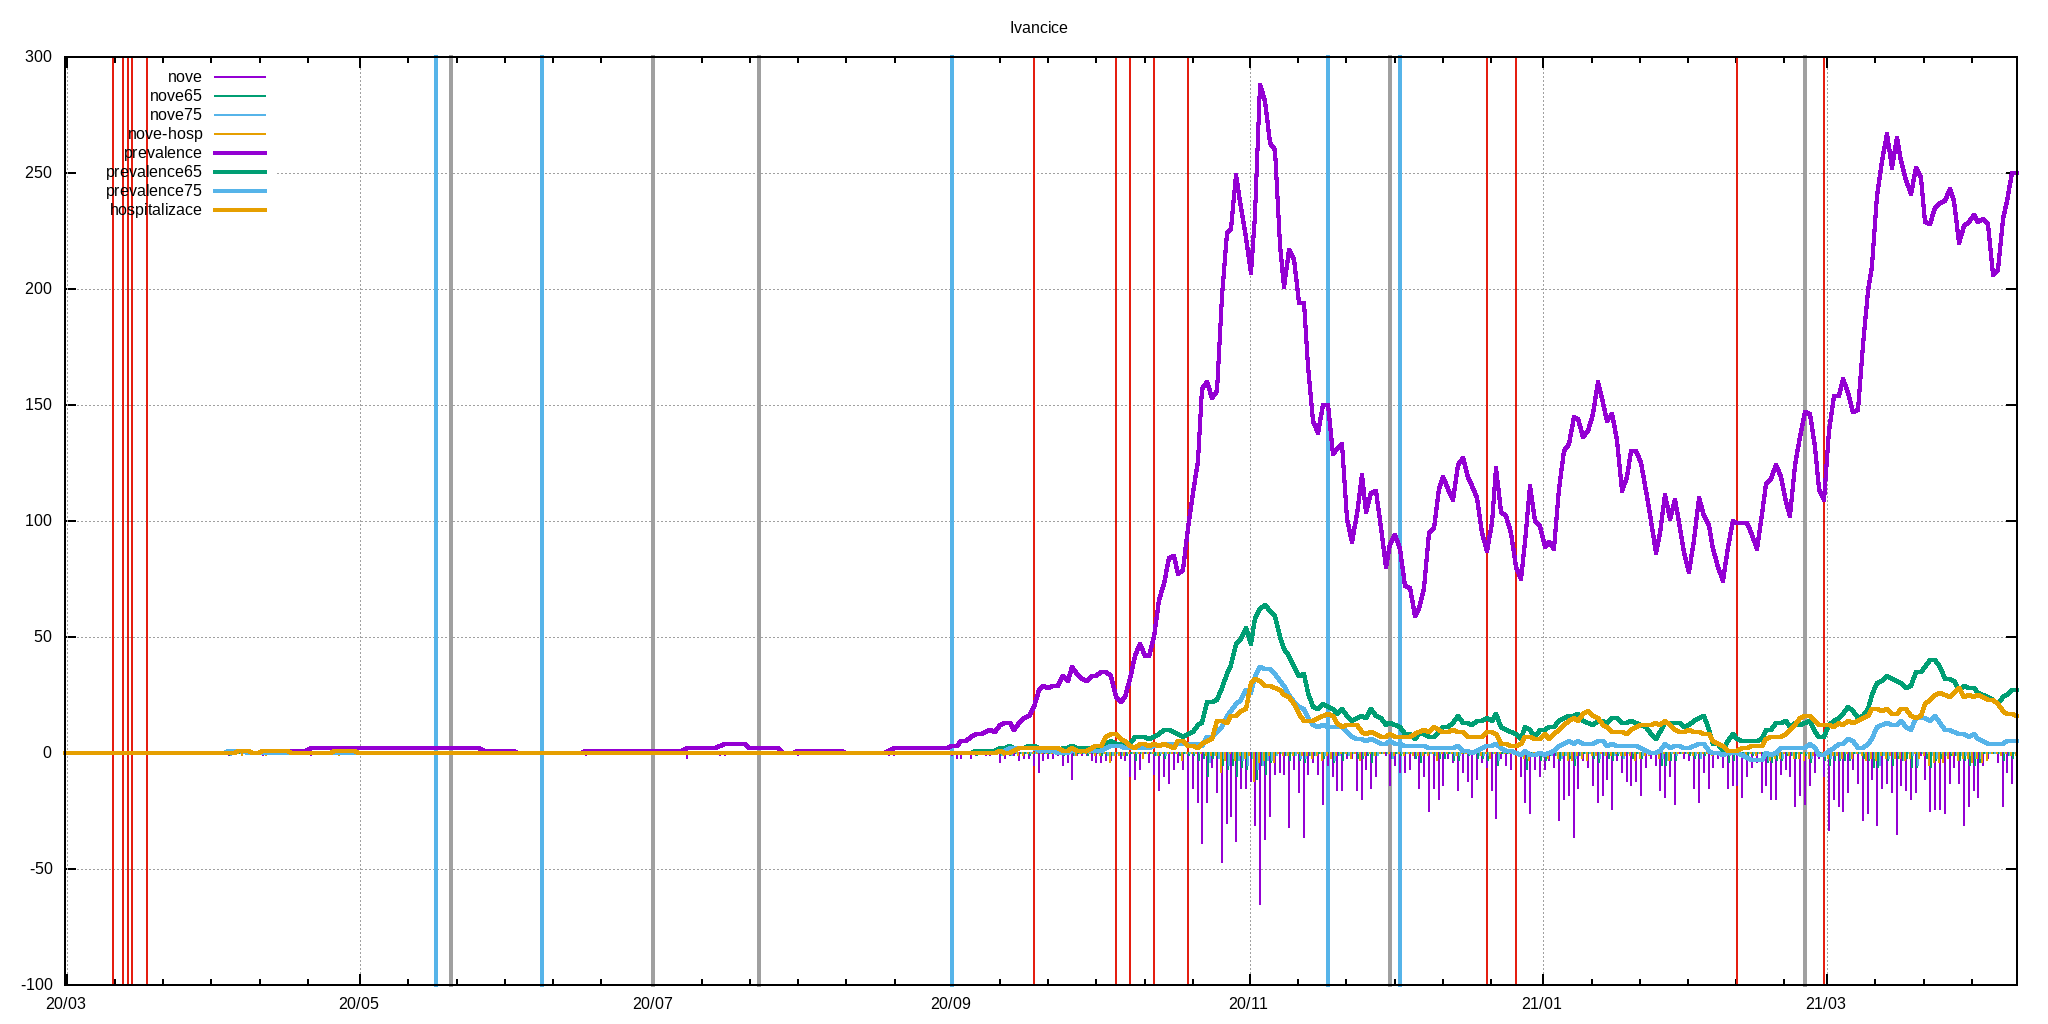 Ivancice
300
250
200
150
100
50
0
-50
-100
nove
nove65
nove75
nove-hosp
prevalence
prevalence65
prevalence75
hospitalizace
20/03 20/05 20/07 20/09 20/11 21/01 21/03